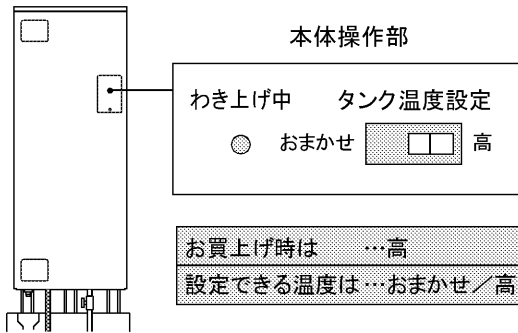 本体操作部
わき上げ中 タンク温度設定
おまかせ 高
お買上げ時は …高
設定できる温度は…おまかせ／高